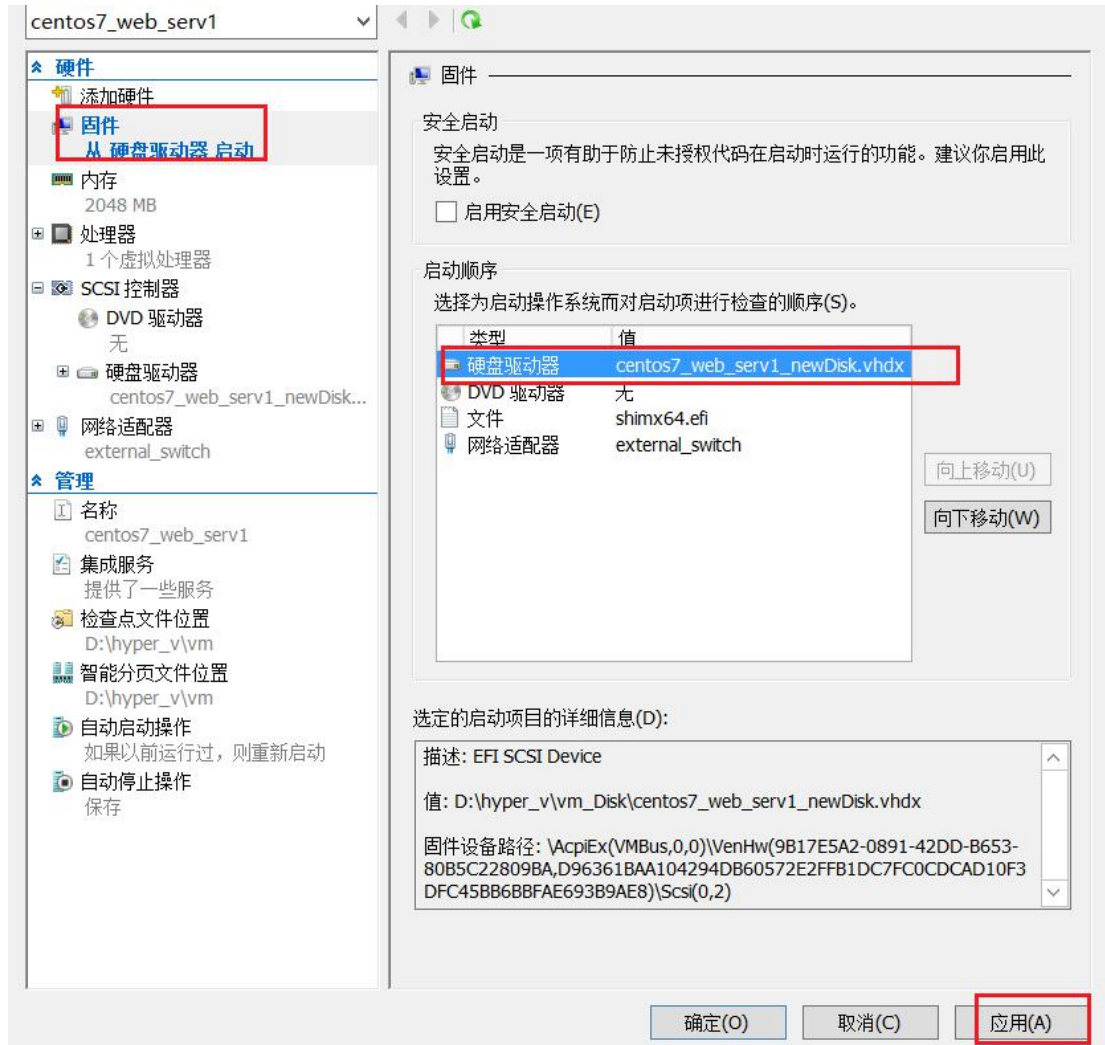 centos7_web_serv1
硬件
添加硬件
固件
从 硬盘驱动器 启动
内存
2048 MB
处理器
1 个虚拟处理器
SCSI 控制器
DVD 驱动器
无
硬盘驱动器
centos7_web_serv1_newDisk...
网络适配器
external_switch
管理
名称
centos7_web_serv1
集成服务
提供了一些服务
检查点文件位置
D:\hyper_v\vm
智能分页文件位置
D:\hyper_v\vm
自动启动操作
如果以前运行过，则重新启动
自动停止操作
保存
固件
安全启动
安全启动是一项有助于防止未授权代码在启动时运行的功能。建议你启用此
设置。
启用安全启动(E)
启动顺序
选择为启动操作系统而对启动项进行检查的顺序(S)。
类型 值
硬盘驱动器 centos7_web_serv1_newDisk.vhdx
DVD 驱动器 无
文件 shimx64.efi
网络适配器 external_switch
向上移动(U)
向下移动(W)
选定的启动项目的详细信息(D):
描述: EFI SCSI Device
值: D:\hyper_v\vm_Disk\centos7_web_serv1_newDisk.vhdx
固件设备路径: \AcpiEx(VMBus,0,0)\VenHw(9B17E5A2-0891-42DD-B653-
80B5C22809BA,D96361BAA104294DB60572E2FFB1DC7FC0CDCAD10F3
DFC45BB6BBFAE693B9AE8)\Scsi(0,2)
确定(O) 取消(C) 应用(A)